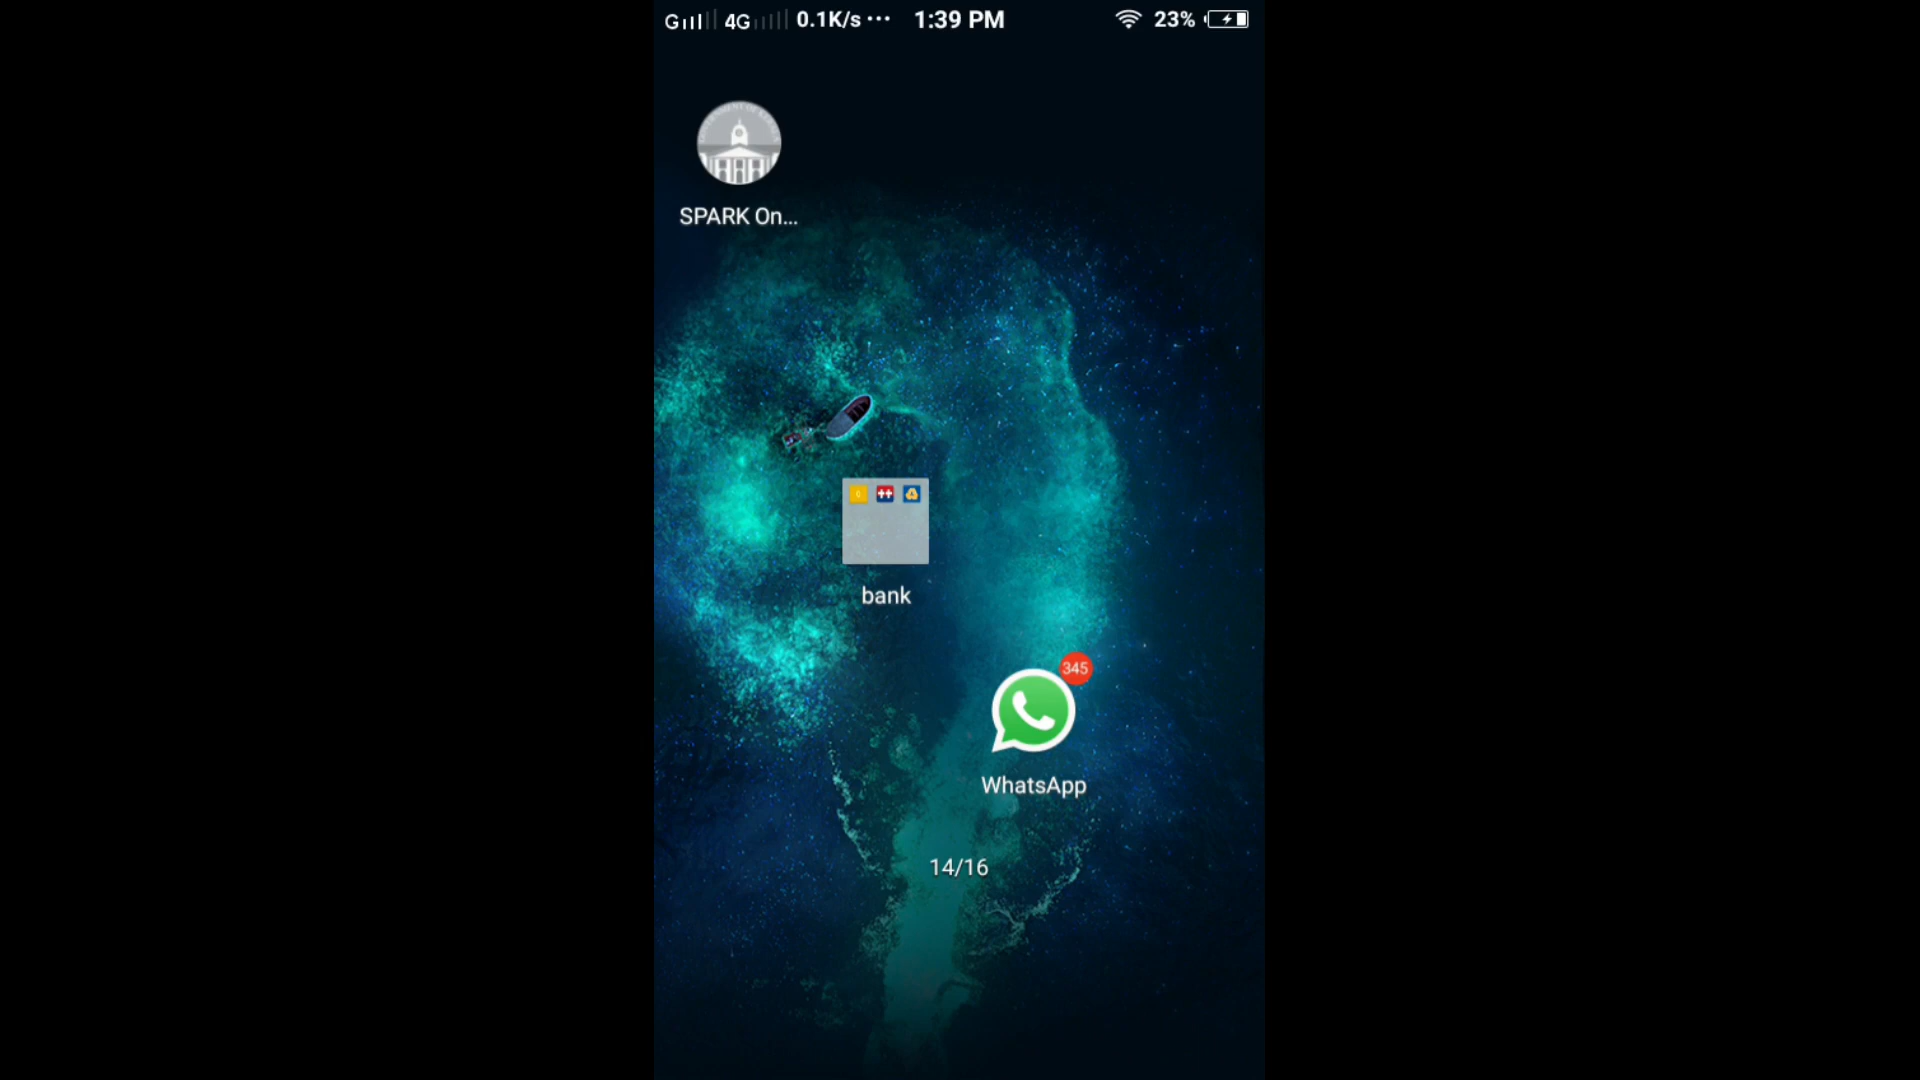 G 4G 0.1K/s ··· 1:39 PM 23%
SPARK On...
bank
345
WhatsApp
14/16